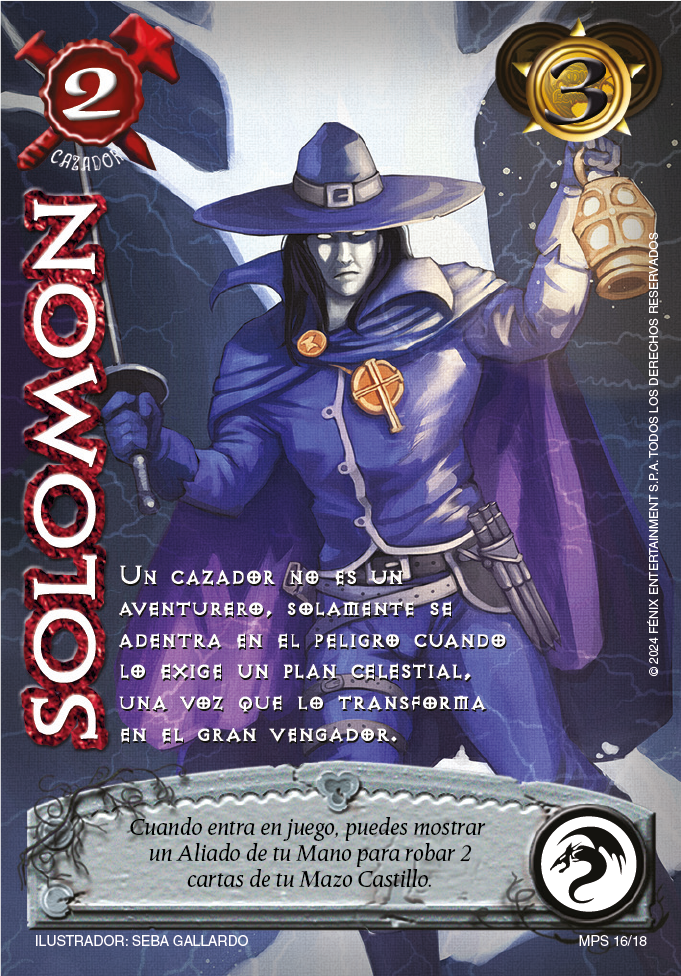 2
CAZADOR
3
SOLOMON
UN CAZADOR NO ES UN
AVENTURERO, SOLAMENTE SE
ADENTRA EN EL PELIGRO CUANDO
LO EXIGE UN PLAN CELESTIAL,
UNA VOZ QUE LO TRANSFORMA
EN EL GRAN VENGADOR.
© 2024 FÉNIX ENTERTAINMENT S.P.A. TODOS LOS DERECHOS RESERVADOS
Cuando entra en juego, puedes mostrar
un Aliado de tu Mano para robar 2
cartas de tu Mazo Castillo.
ILUSTRADOR: SEBA GALLARDO
MPS 16/18